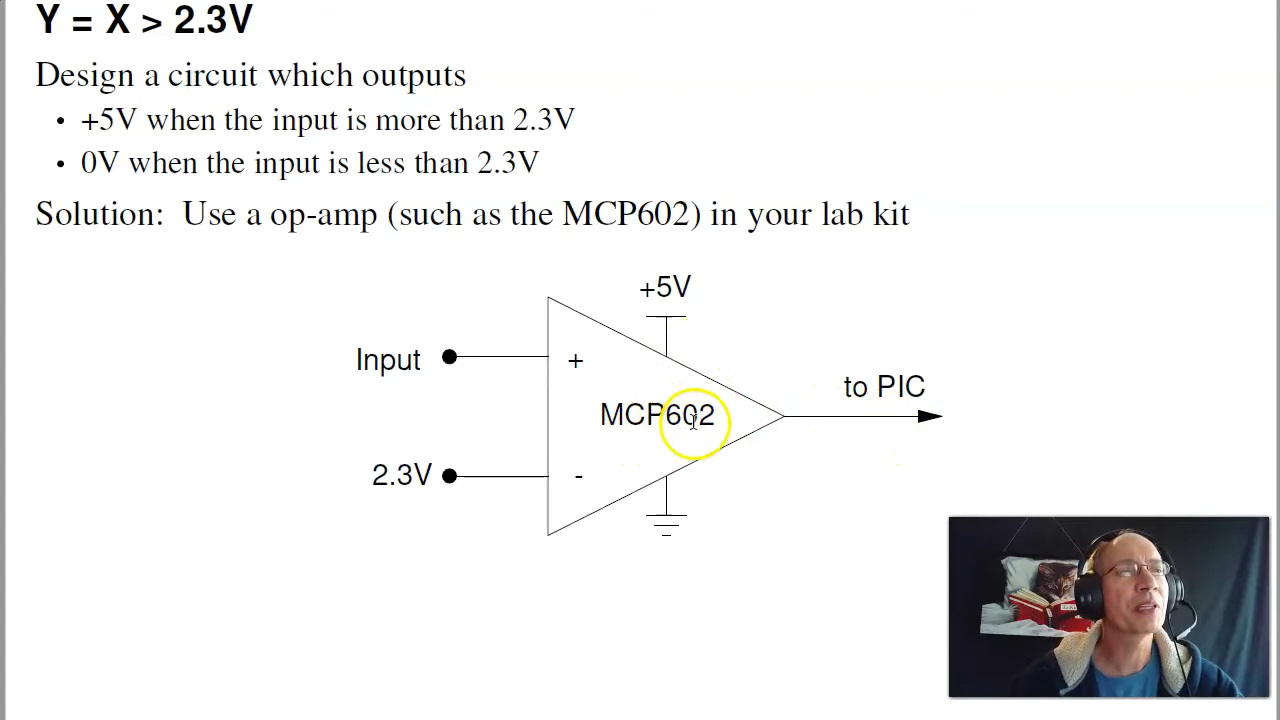 Y = X > 2.3V
Design a circuit which outputs
• +5V when the input is more than 2.3V
• 0V when the input is less than 2.3V
Solution: Use a op-amp (such as the MCP602) in your lab kit
+5V
Input
+
to PIC
MCP602
2.3V
-